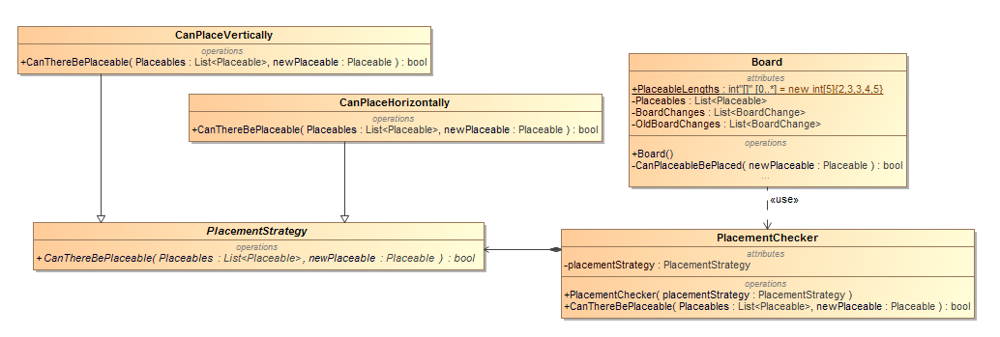 CanPlaceVertically
operations
+CanThereBePlaceable( Placeables : List<Placeable>, newPlaceable : Placeable ) : bool
CanPlaceHorizontally
operations
+CanThereBePlaceable( Placeables : List<Placeable>, newPlaceable : Placeable ) : bool
Board
attributes
+PlaceableLengths : int"[]" [0..*] = new int[5]{2,3,3,4,5}
-Placeables : List<Placeable>
-BoardChanges : List<BoardChange>
-OldBoardChanges : List<BoardChange>
operations
+Board()
-CanPlaceableBePlaced( newPlaceable : Placeable ) : bool
...
«use»
PlacementStrategy
operations
+ CanThereBePlaceable( Placeables : List<Placeable>, newPlaceable : Placeable ) : bool
PlacementChecker
attributes
-placementStrategy : PlacementStrategy
operations
+PlacementChecker( placementStrategy : PlacementStrategy )
+CanThereBePlaceable( Placeables : List<Placeable>, newPlaceable : Placeable ) : bool